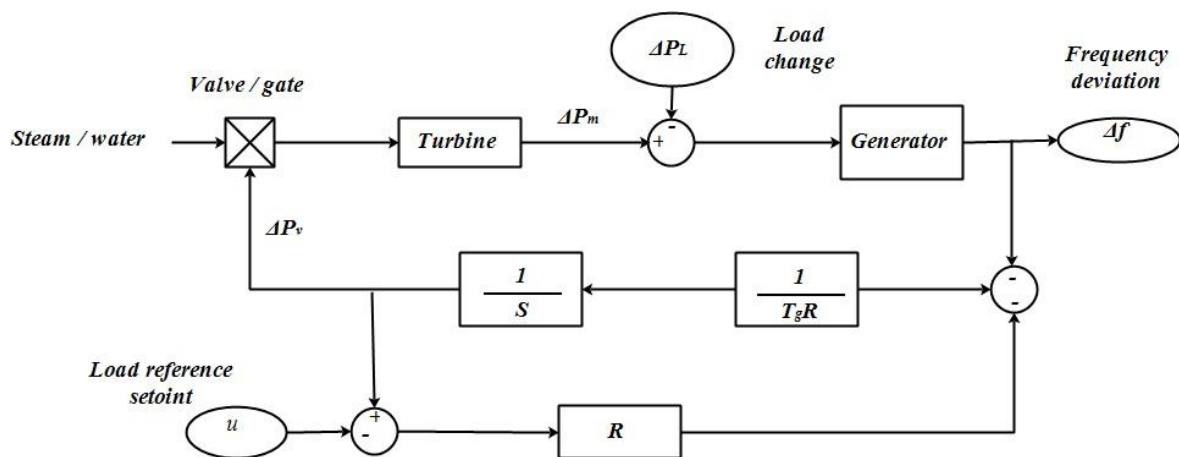 ΔPL
Load
change
Frequency
deviation
Valve / gate
Steam / water
Turbine
ΔPm
-
+
Generator
Δf
ΔPv
1
S
1
TgR
-
-
Load reference
setoint
u
+
-
R